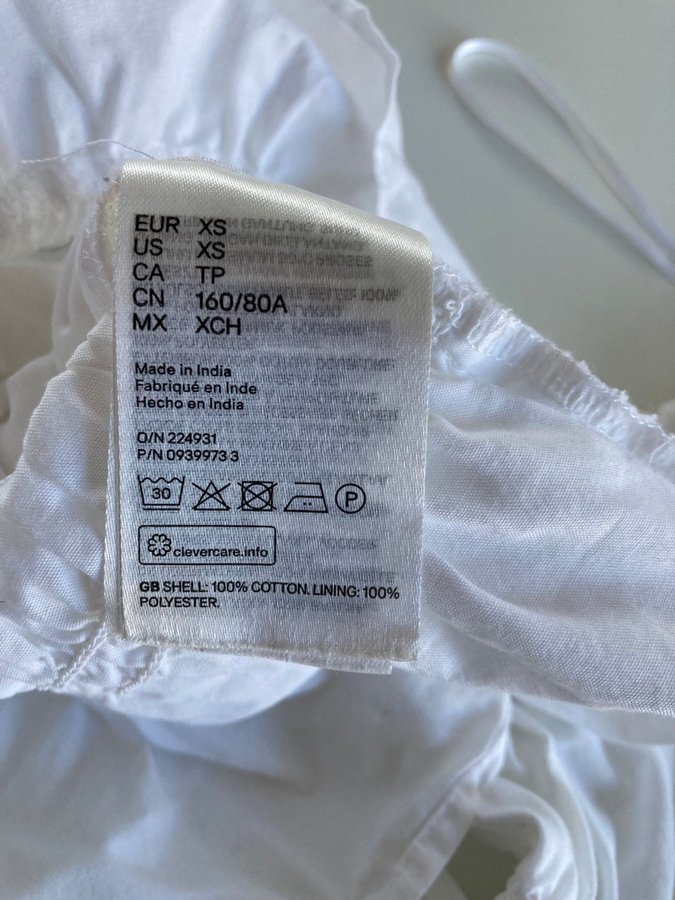 EUR XS
US XS
CA TP
CN 160/80A
MX XCH
Made in India
Fabriqué en Inde
Hecho en India
O/N 224931
P/N 0939973 3
30
P
clevercare.info
GB SHELL: 100% COTTON. LINING: 100%
POLYESTER.